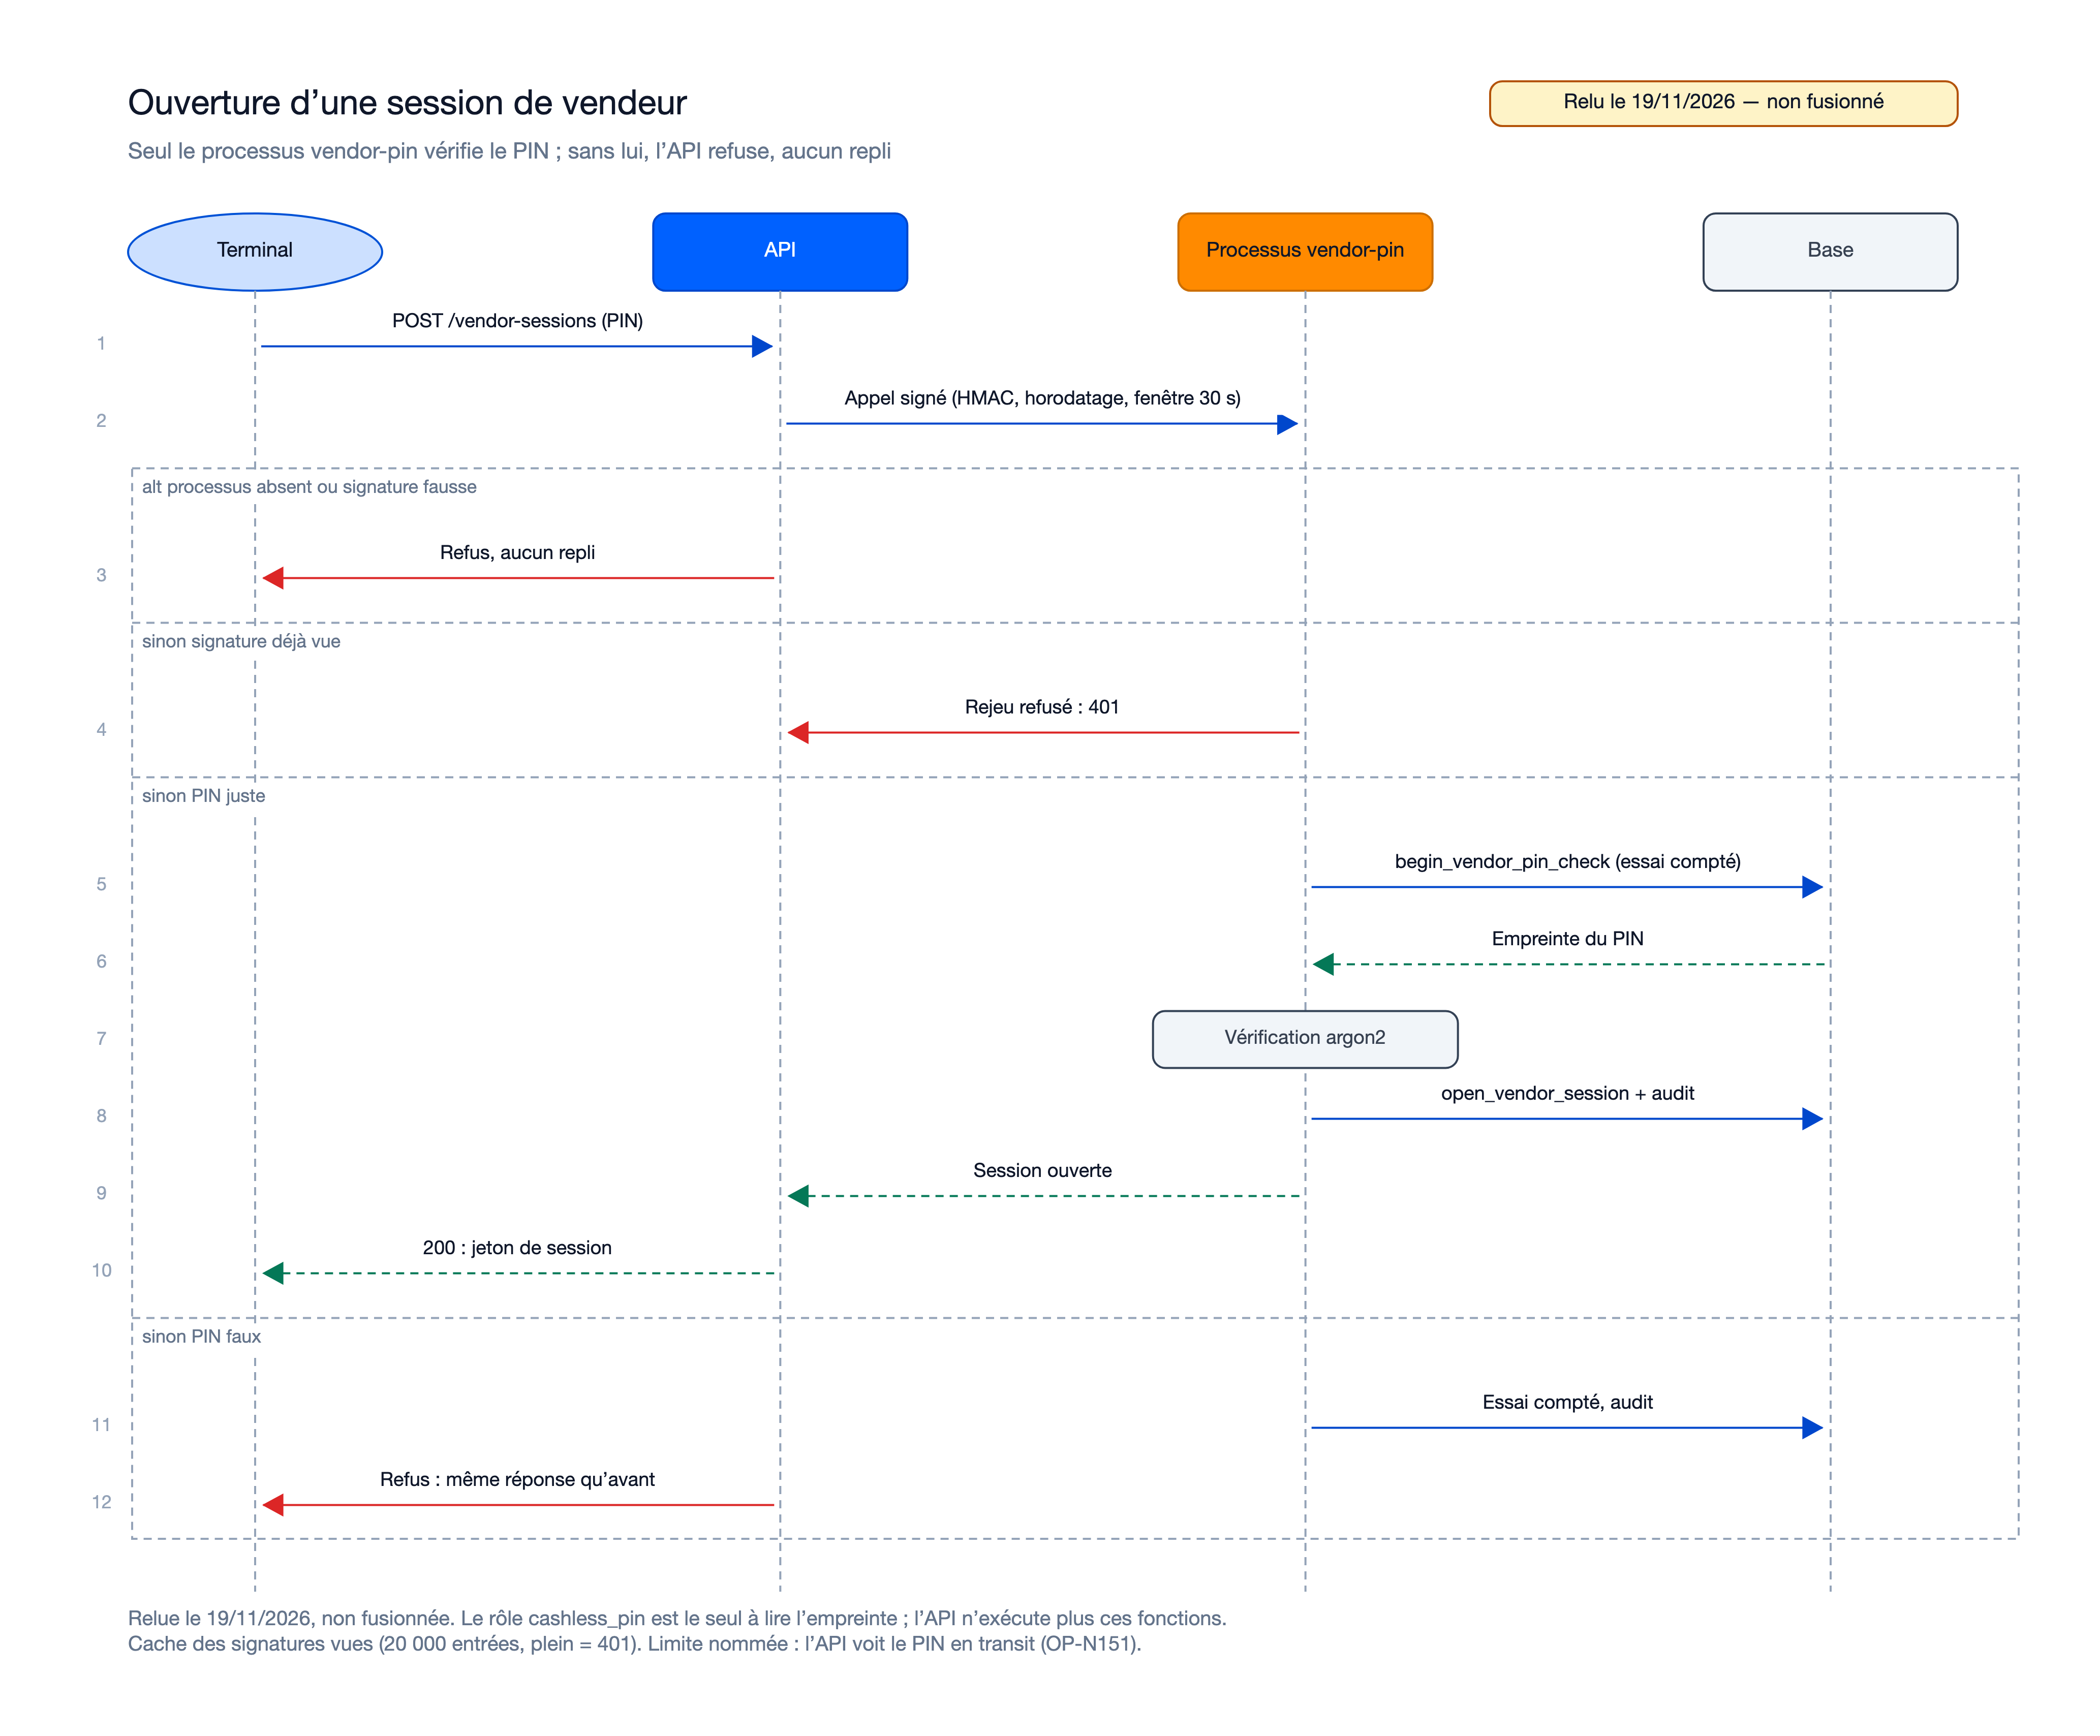 Ouverture d’une session de vendeur
Relu le 19/11/2026 — non fusionné
Seul le processus vendor-pin vérifie le PIN ; sans lui, l’API refuse, aucun repli
Terminal
API
Processus vendor-pin
Base
POST /vendor-sessions (PIN)
1
Appel signé (HMAC, horodatage, fenêtre 30 s)
2
alt processus absent ou signature fausse
Refus, aucun repli
3
sinon signature déjà vue
Rejeu refusé : 401
4
sinon PIN juste
begin_vendor_pin_check (essai compté)
5
Empreinte du PIN
6
Vérification argon2
7
open_vendor_session + audit
8
Session ouverte
9
200 : jeton de session
10
sinon PIN faux
Essai compté, audit
11
Refus : même réponse qu’avant
12
Relue le 19/11/2026, non fusionnée. Le rôle cashless_pin est le seul à lire l’empreinte ; l’API n’exécute plus ces fonctions.
Cache des signatures vues (20 000 entrées, plein = 401). Limite nommée : l’API voit le PIN en transit (OP-N151).